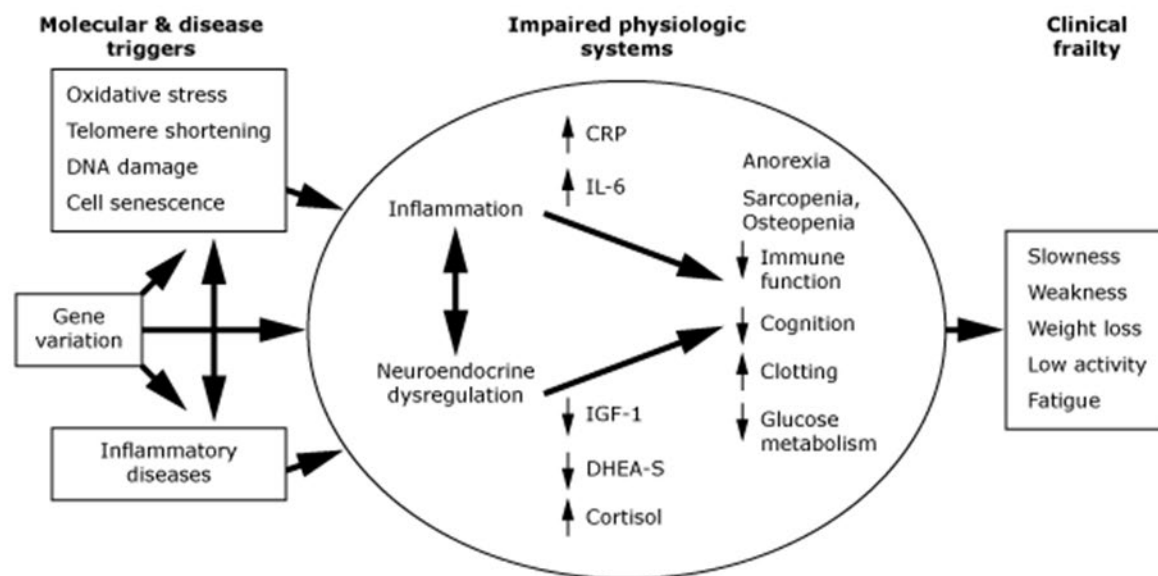 Molecular & disease
triggers
Oxidative stress
Telomere shortening
DNA damage
Cell senescence
Gene
variation
Inflammatory
diseases
Impaired physiologic
systems
CRP
IL-6
Inflammation
Neuroendocrine
dysregulation
IGF-1
DHEA-S
Cortisol
Anorexia
Sarcopenia,
Osteopenia
Immune
function
Cognition
Clotting
Glucose
metabolism
Clinical
frailty
Slowness
Weakness
Weight loss
Low activity
Fatigue